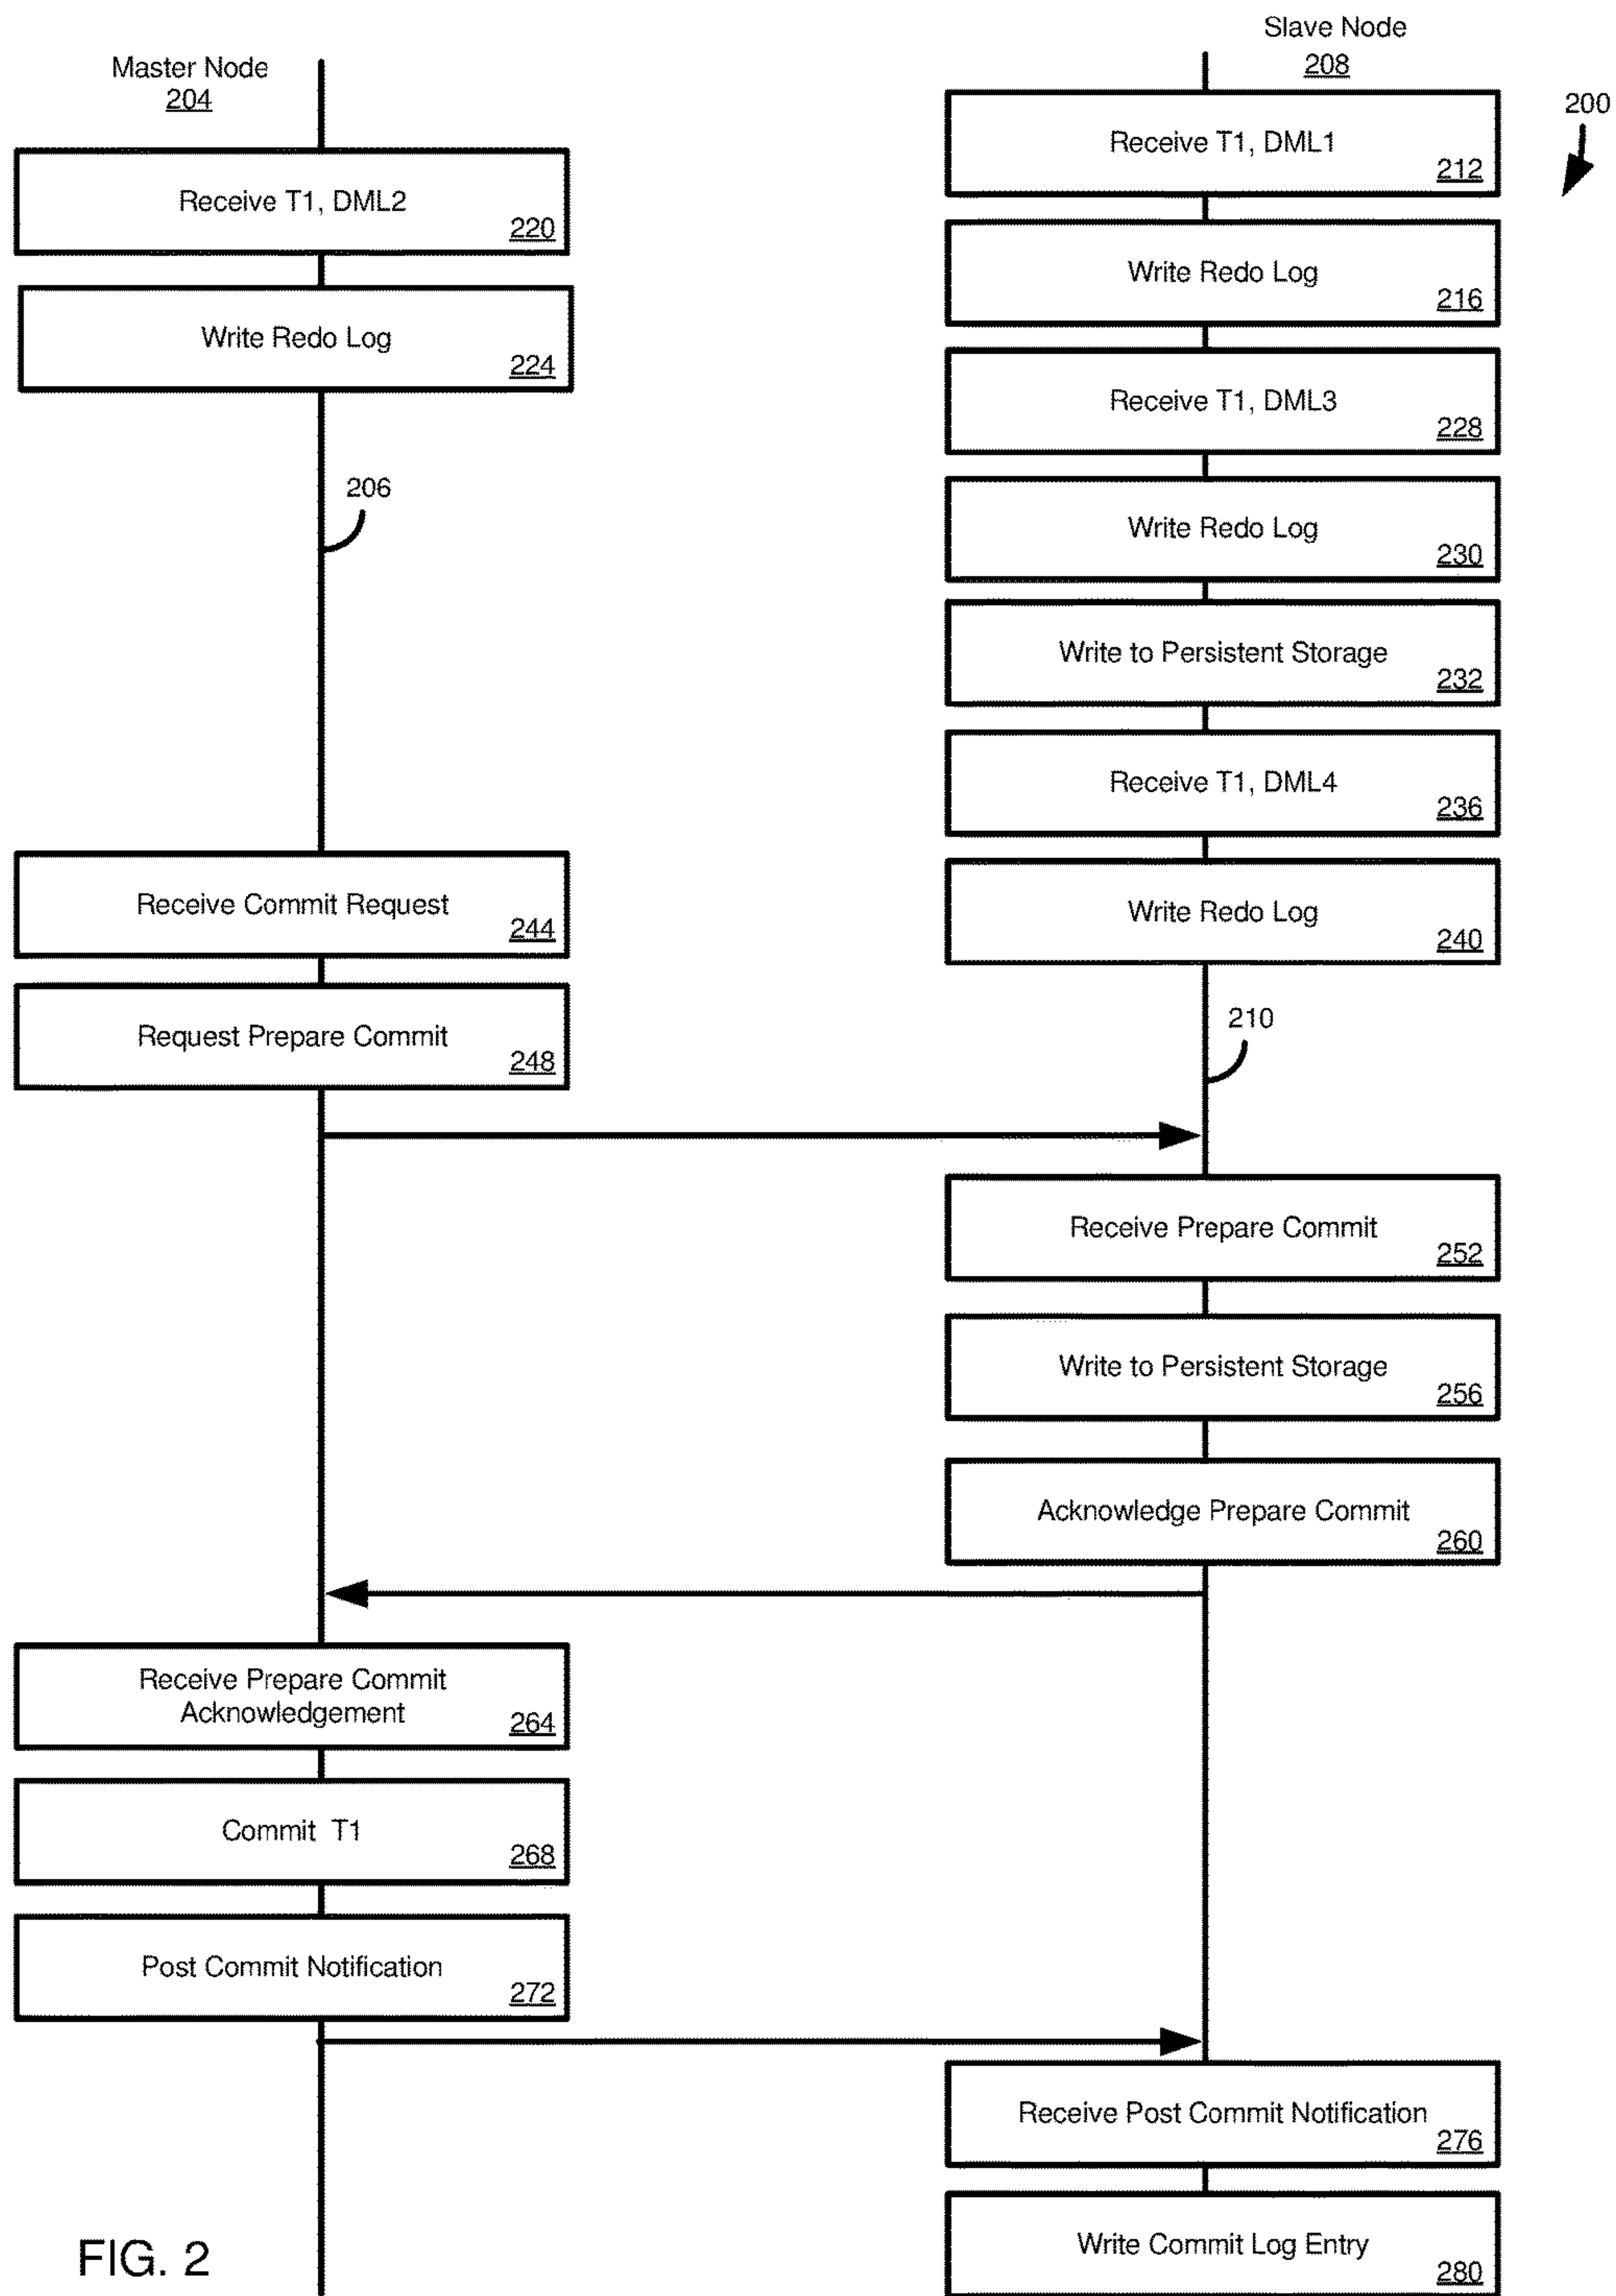 Slave Node
208
Master Node
204
200
Receive T1, DML1
212
Receive T1, DML2
220
Write Redo Log
216
Write Redo Log
224
Receive T1, DML3
228
206
Write Redo Log
230
Write to Persistent Storage
232
Receive T1, DML4
236
Receive Commit Request
244
Write Redo Log
240
Request Prepare Commit
248
210
Receive Prepare Commit
252
Write to Persistent Storage
256
Acknowledge Prepare Commit
260
Receive Prepare Commit
Acknowledgement
264
Commit T1
268
Post Commit Notification
272
Receive Post Commit Notification
276
Write Commit Log Entry
280
FIG. 2